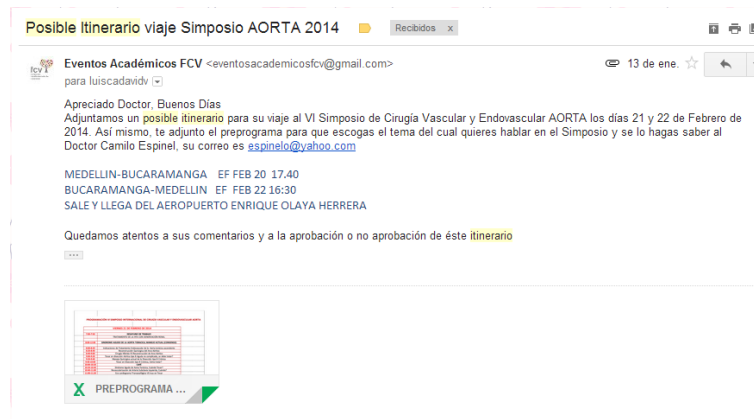 Posible Itinerario viaje Simposio AORTA 2014 Recibidos x
Eventos Académicos FCV <eventosacademicosfcv@gmail.com> 13 de ene.
para luiscadavidv
Apreciado Doctor, Buenos Días
Adjuntamos un posible itinerario para su viaje al VI Simposio de Cirugía Vascular y Endovascular AORTA los días 21 y 22 de Febrero de
2014. Así mismo, te adjunto el preprograma para que escogas el tema del cual quieres hablar en el Simposio y se lo hagas saber al
Doctor Camilo Espinel, su correo es espinelo@yahoo.com
MEDELLIN-BUCARAMANGA EF FEB 20 17.40
BUCARAMANGA-MEDELLIN EF FEB 22 16:30
SALE Y LLEGA DEL AEROPUERTO ENRIQUE OLAYA HERRERA
Quedamos atentos a sus comentarios y a la aprobación o no aprobación de éste itinerario
X PREPROGRAMA ...